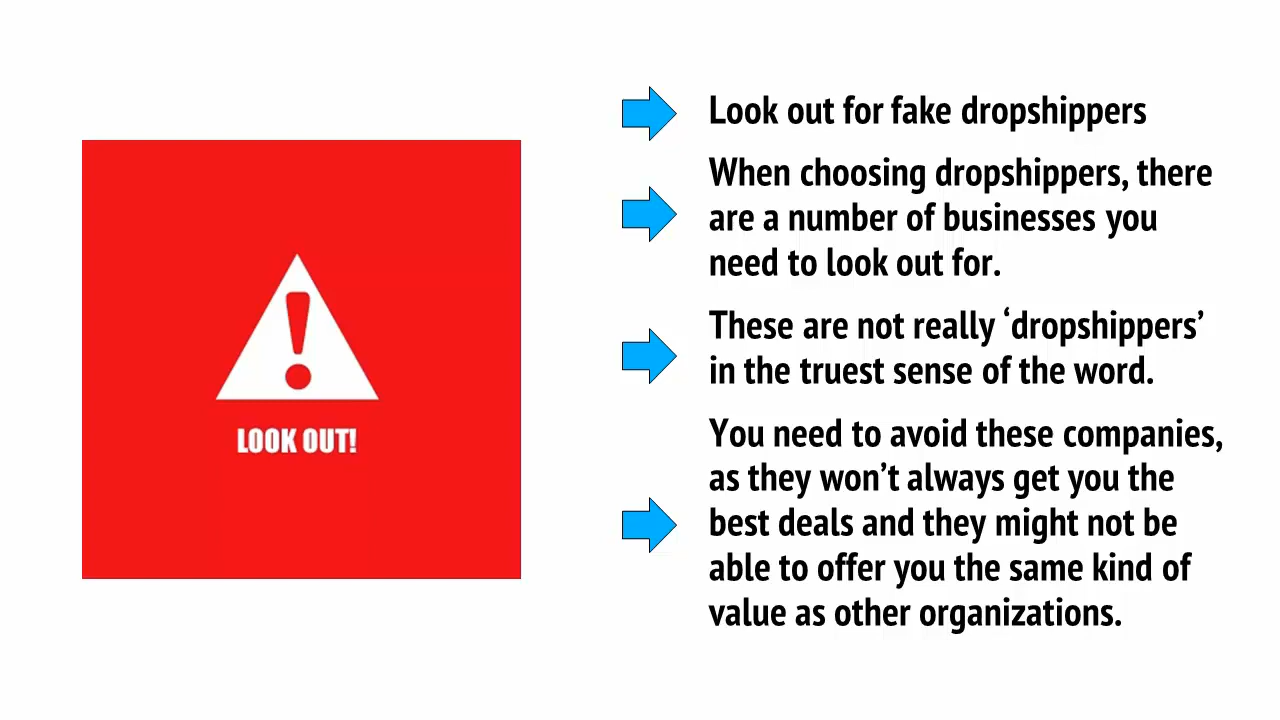 LOOK OUT!
Look out for fake dropshippers
When choosing dropshippers, there
are a number of businesses you
need to look out for.
These are not really ‘dropshippers’
in the truest sense of the word.
You need to avoid these companies,
as they won’t always get you the
best deals and they might not be
able to offer you the same kind of
value as other organizations.